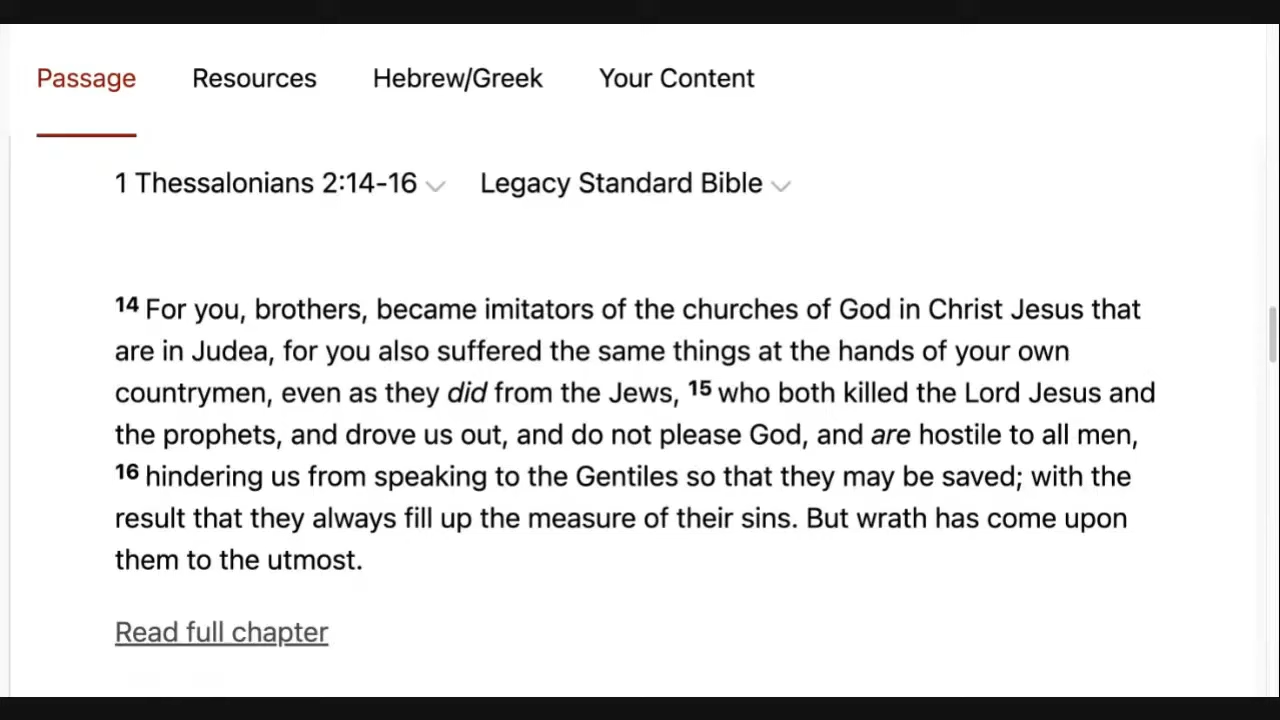 Passage Resources Hebrew/Greek Your Content
1 Thessalonians 2:14-16 Legacy Standard Bible
14 For you, brothers, became imitators of the churches of God in Christ Jesus that
are in Judea, for you also suffered the same things at the hands of your own
countrymen, even as they did from the Jews, 15 who both killed the Lord Jesus and
the prophets, and drove us out, and do not please God, and are hostile to all men,
16 hindering us from speaking to the Gentiles so that they may be saved; with the
result that they always fill up the measure of their sins. But wrath has come upon
them to the utmost.
Read full chapter